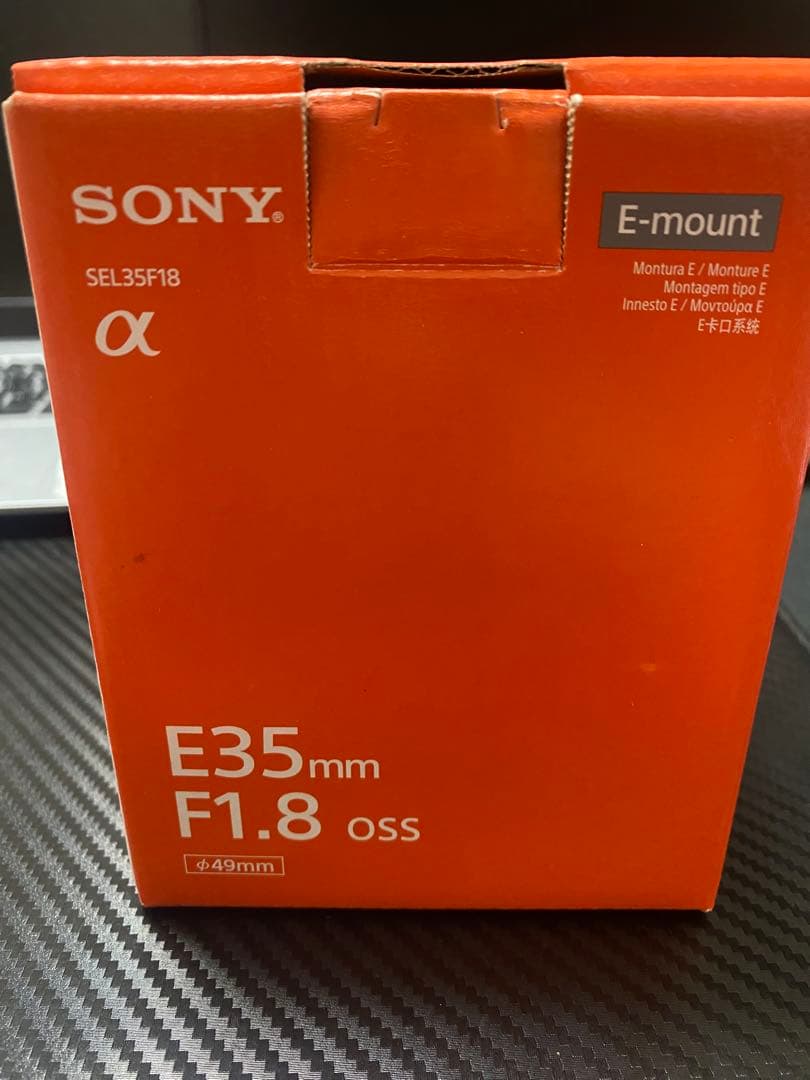 SONY®
SEL35F18
α
E-mount
Montura E / Monture E
Montagem tipo E
Innesto E / Μοντούρα E
E卡口系统
E35mm
F1.8 OSS
ϕ49mm